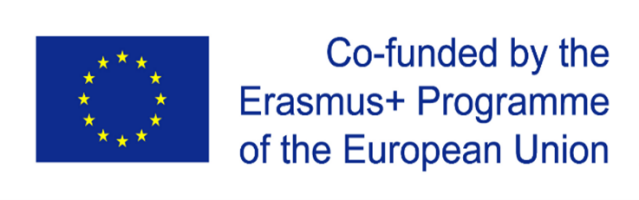 Co-funded by the
Erasmus+ Programme
of the European Union